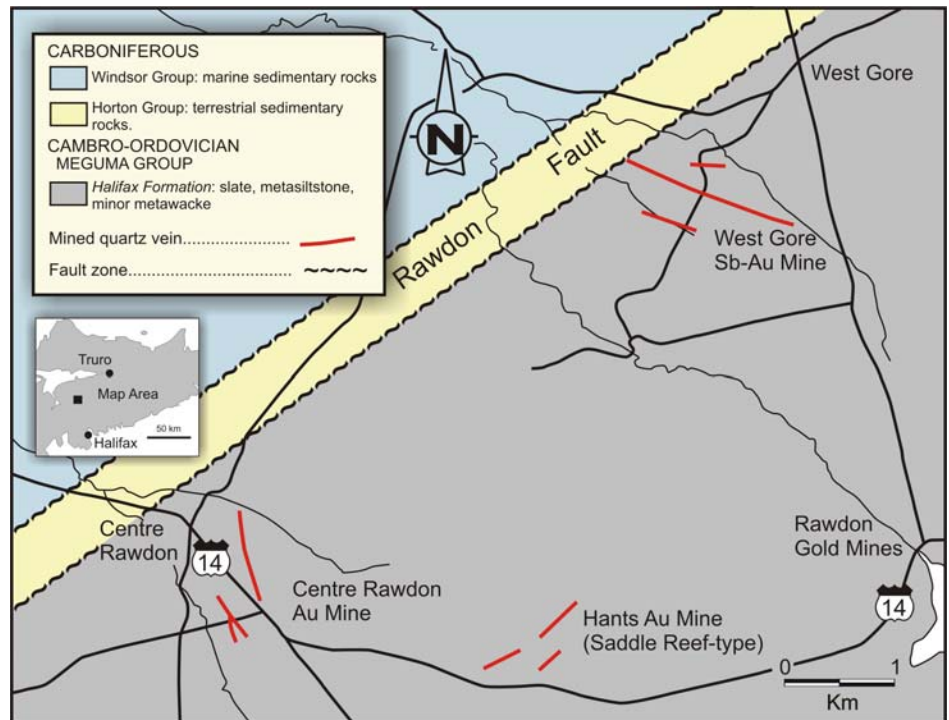 CARBONIFEROUS
Windsor Group: marine sedimentary rocks
Horton Group: terrestrial sedimentary
rocks.
CAMBRO-ORDOVICIAN
MEGUMA GROUP
Halifax Formation: slate, metasiltstone,
minor metawacke
Mined quartz vein.......................
Fault zone..............................
N
West Gore
Rawdon Fault
West Gore
Sb-Au Mine
Truro
Map Area
Halifax
50 km
Centre
Rawdon
14
Centre Rawdon
Au Mine
Hants Au Mine
(Saddle Reef-type)
Rawdon
Gold Mines
14
0 1
Km